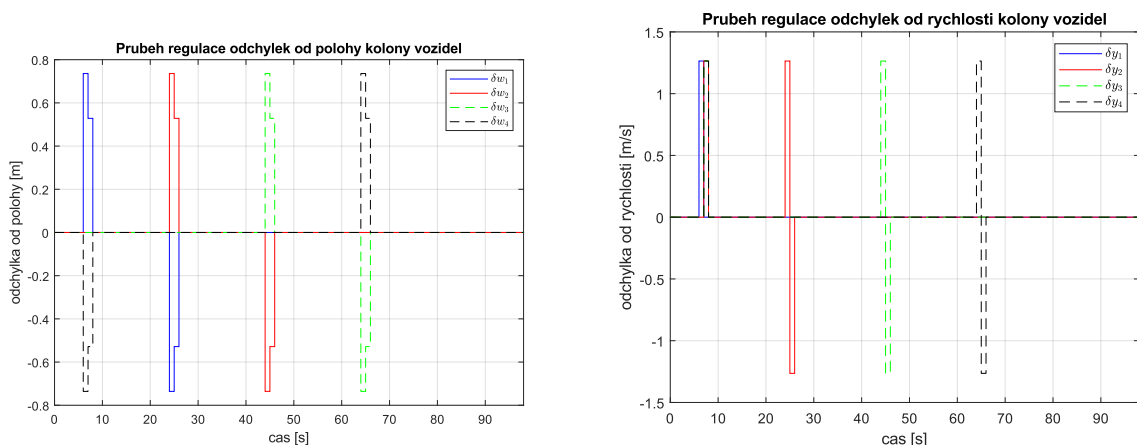 Prubeh regulace odchylek od polohy kolony vozidel
0.8
0.6
0.4
0.2
0
-0.2
-0.4
-0.6
-0.8
odchylka od polohy [m]
0 10 20 30 40 50 60 70 80 90
cas [s]
δw₁
δw₂
δw₃
δw₄
Prubeh regulace odchylek od rychlosti kolony vozidel
1.5
1
0.5
0
-0.5
-1
-1.5
odchylka od rychlosti [m/s]
0 10 20 30 40 50 60 70 80 90
cas [s]
δy₁
δy₂
δy₃
δy₄